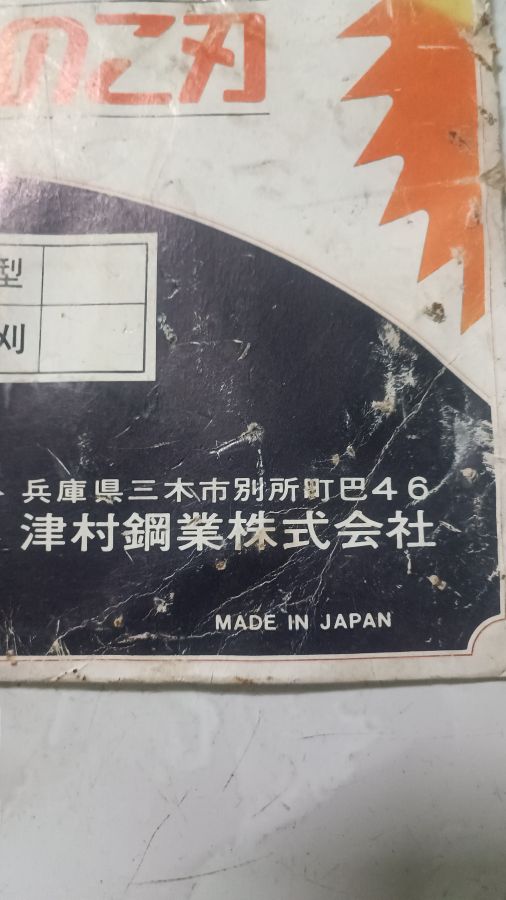 のこ刃
型
刈
兵庫県三木市別所町巴46
津村鋼業株式会社
MADE IN JAPAN